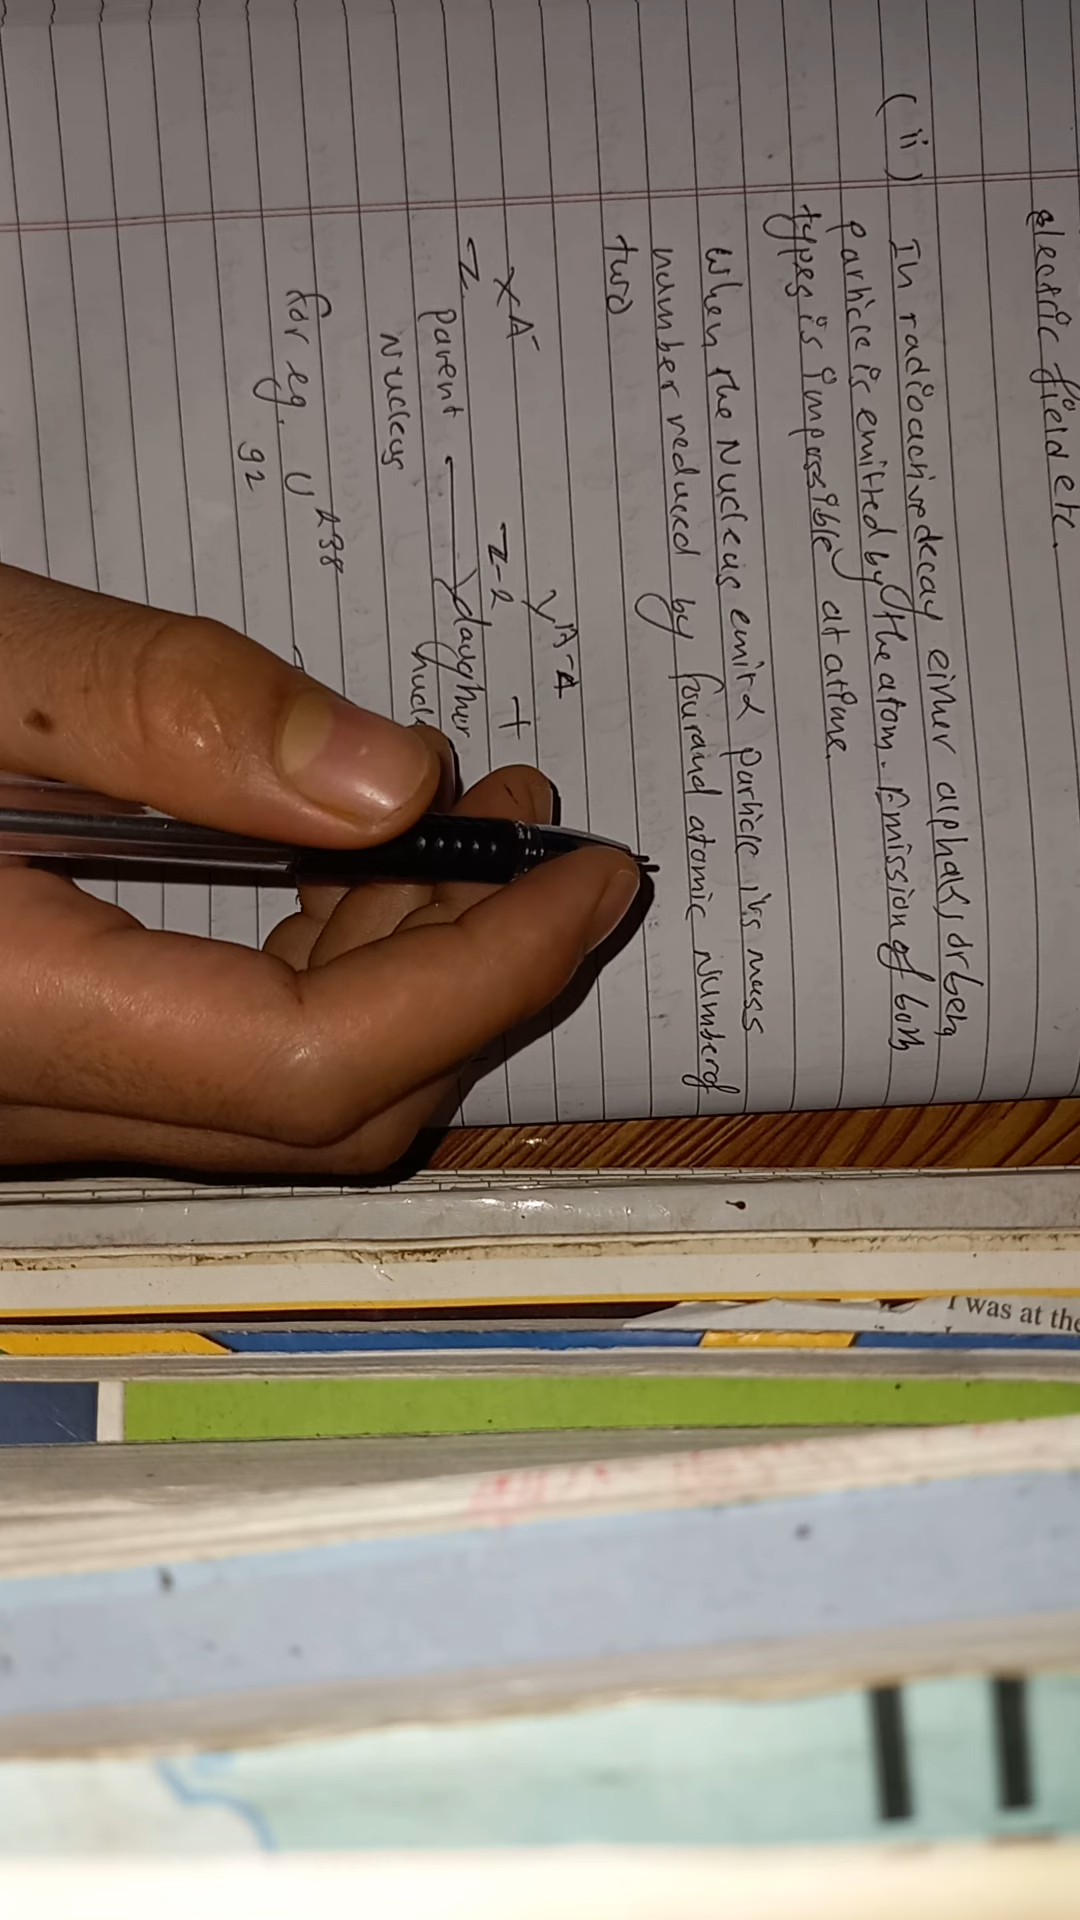 electric field etc.
(ii) In radioactive decay either alpha(α) or beta
particle is emitted by the atom. Emission of both
types is impossible at a time.
When the Nucleus emit α particle its mass
number reduced by four and atomic number of
two
Y A-4
X A Z-2 +
Z
parent daughter
Nucleus nucle
for eg. U 238
92
I was at the